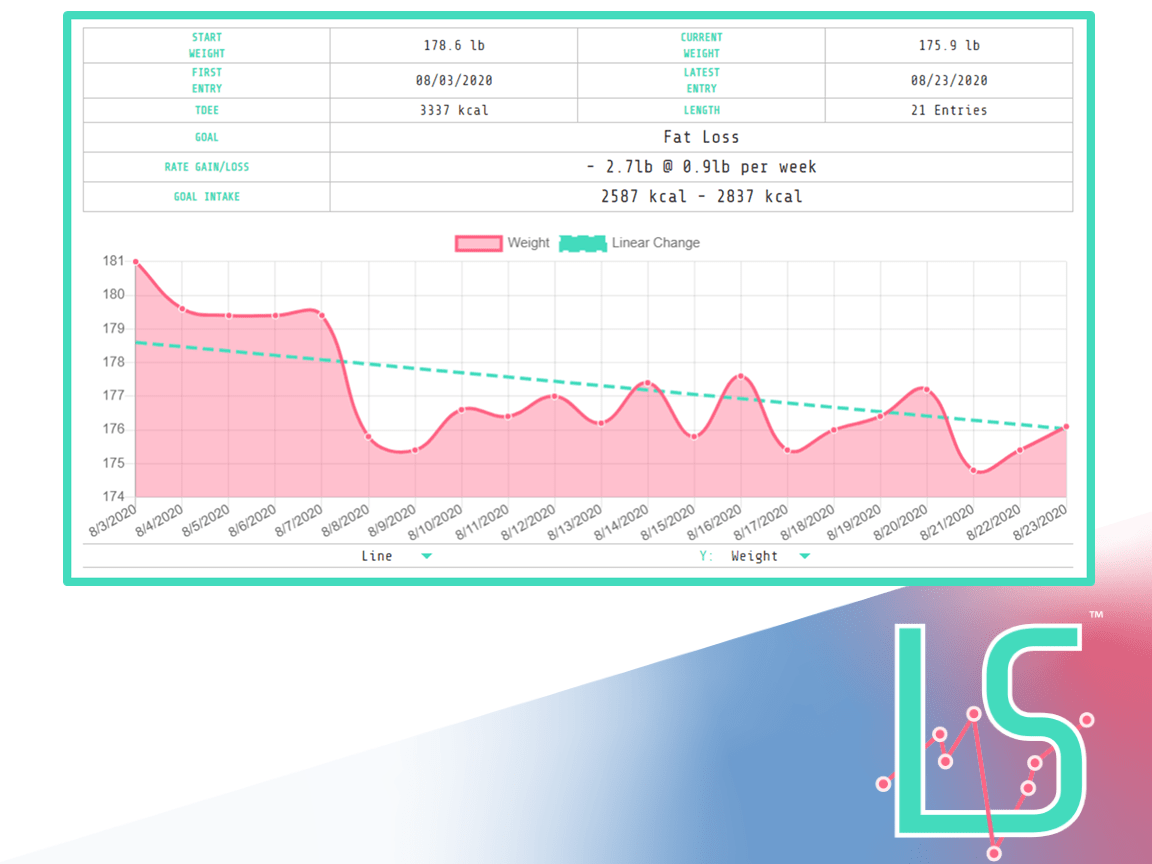 START WEIGHT 178.6 lb CURRENT WEIGHT 175.9 lb
FIRST ENTRY 08/03/2020 LATEST ENTRY 08/23/2020
TDEE 3337 kcal LENGTH 21 Entries
GOAL Fat Loss
RATE GAIN/LOSS - 2.7lb @ 0.9lb per week
GOAL INTAKE 2587 kcal - 2837 kcal
Weight Linear Change
181
180
179
178
177
176
175
174
8/3/2020 8/4/2020 8/5/2020 8/6/2020 8/7/2020 8/8/2020 8/9/2020 8/10/2020 8/11/2020 8/12/2020 8/13/2020 8/14/2020 8/15/2020 8/16/2020 8/17/2020 8/18/2020 8/19/2020 8/20/2020 8/21/2020 8/22/2020 8/23/2020
Line Y: Weight
LS ™